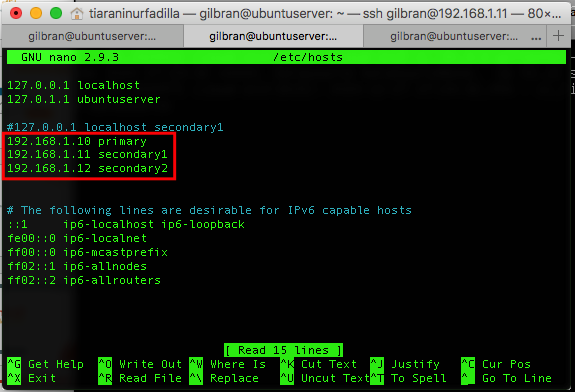 tiaraninurfadilla — gilbran@ubuntuserver: ~ — ssh gilbran@192.168.1.11 — 80×...
gilbran@ubuntuserver:... gilbran@ubuntuserver:... gilbran@ubuntuserver:... ... +
GNU nano 2.9.3 /etc/hosts
127.0.0.1 localhost
127.0.1.1 ubuntuserver
#127.0.0.1 localhost secondary1
192.168.1.10 primary
192.168.1.11 secondary1
192.168.1.12 secondary2
# The following lines are desirable for IPv6 capable hosts
::1 ip6-localhost ip6-loopback
fe00::0 ip6-localnet
ff00::0 ip6-mcastprefix
ff02::1 ip6-allnodes
ff02::2 ip6-allrouters
[ Read 15 lines ]
^G Get Help ^O Write Out ^W Where Is ^K Cut Text ^J Justify ^C Cur Pos
^X Exit ^R Read File ^\ Replace ^U Uncut Text ^T To Spell ^_ Go To Line